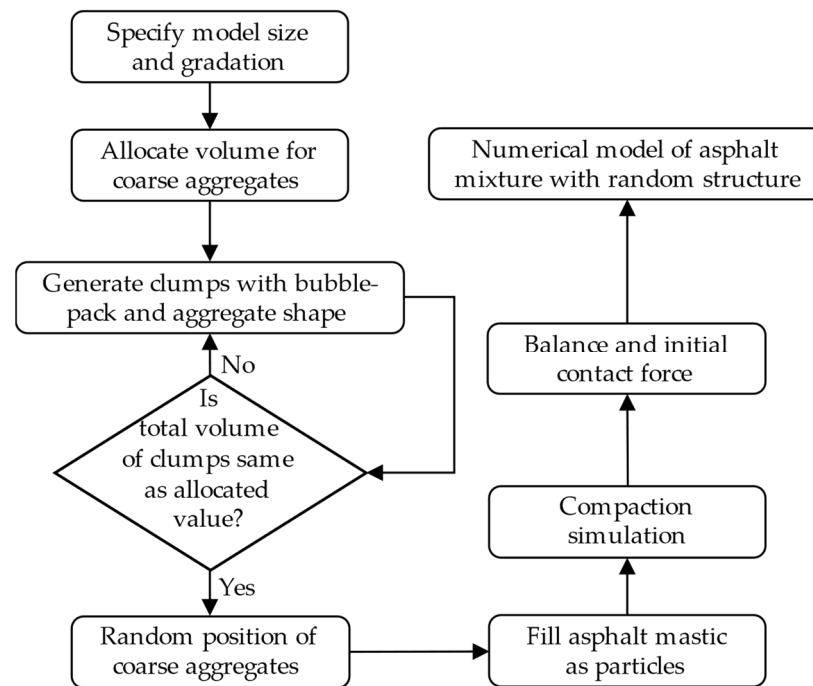 Specify model size
and gradation
Allocate volume for
coarse aggregates
Generate clumps with bubble-
pack and aggregate shape
No
Is
total volume
of clumps same
as allocated
value?
Yes
Random position of
coarse aggregates
Fill asphalt mastic
as particles
Compaction
simulation
Balance and initial
contact force
Numerical model of asphalt
mixture with random structure